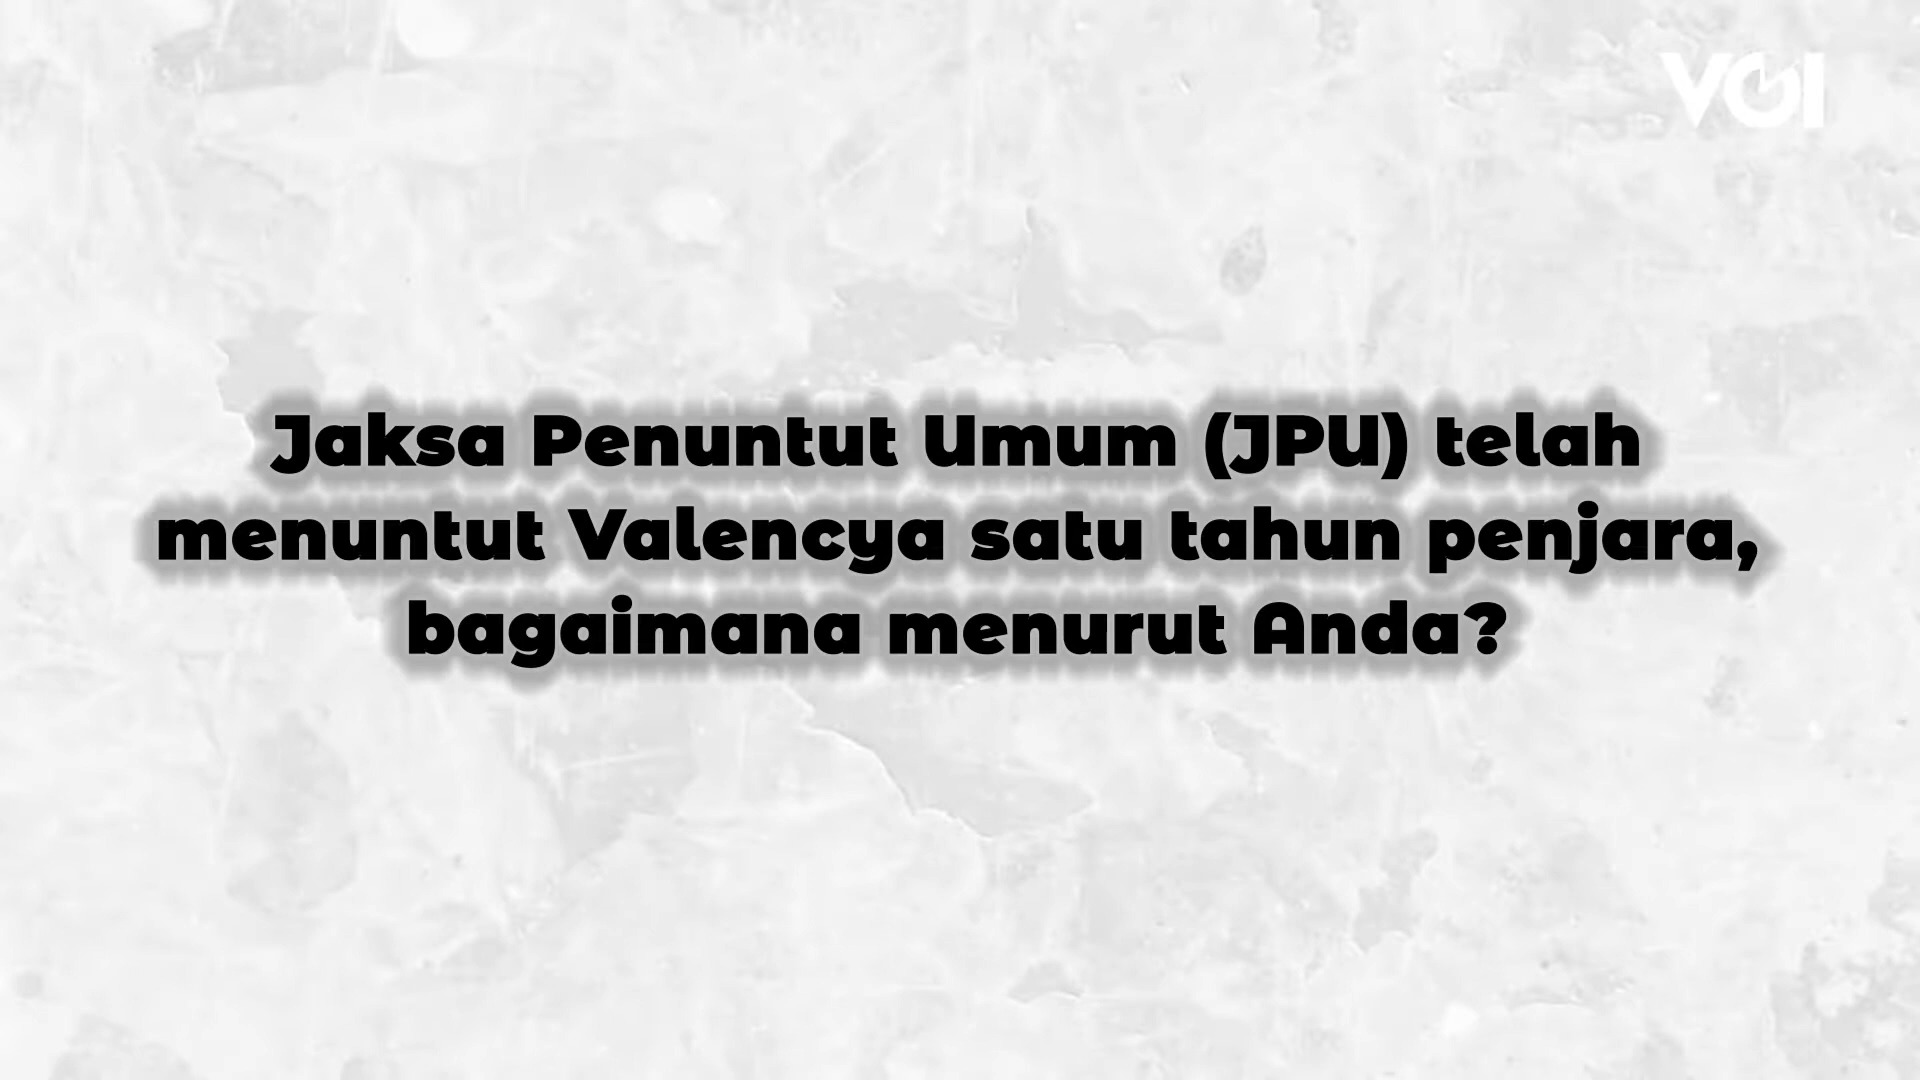 VOI
Jaksa Penuntut Umum (JPU) telah
menuntut Valencya satu tahun penjara,
bagaimana menurut Anda?